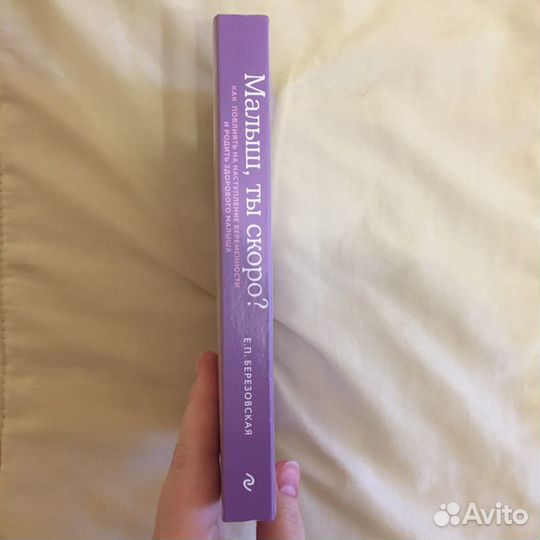 Малыш, ты скоро?
КАК ПОВЛИЯТЬ НА НАСТУПЛЕНИЕ БЕРЕМЕННОСТИ
И РОДИТЬ ЗДОРОВОГО МАЛЫША
Е.П. БЕРЕЗОВСКАЯ
Avito